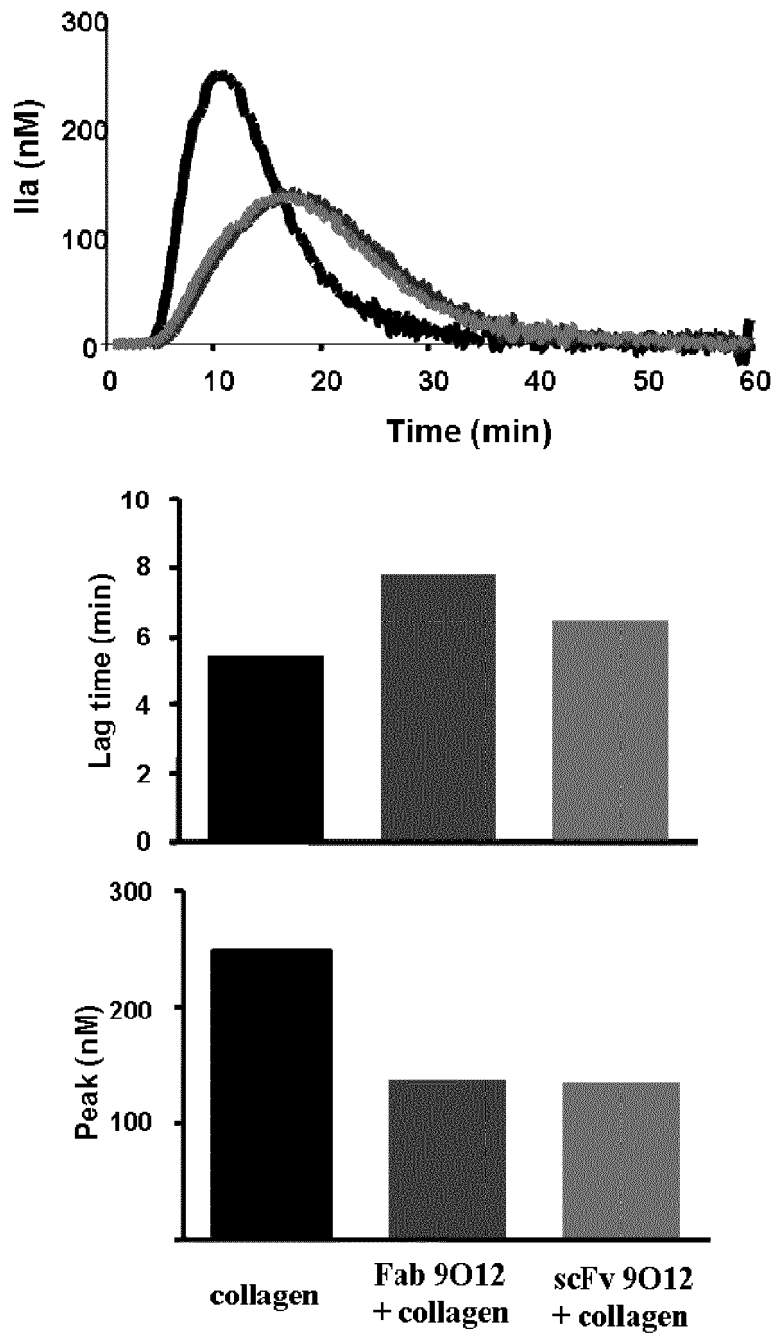 300
200
100
0
IIa (nM)
0 10 20 30 40 50 60
Time (min)
10
8
6
4
2
0
Lag time (min)
300
200
100
Peak (nM)
collagen
Fab 9O12
+ collagen
scFv 9O12
+ collagen